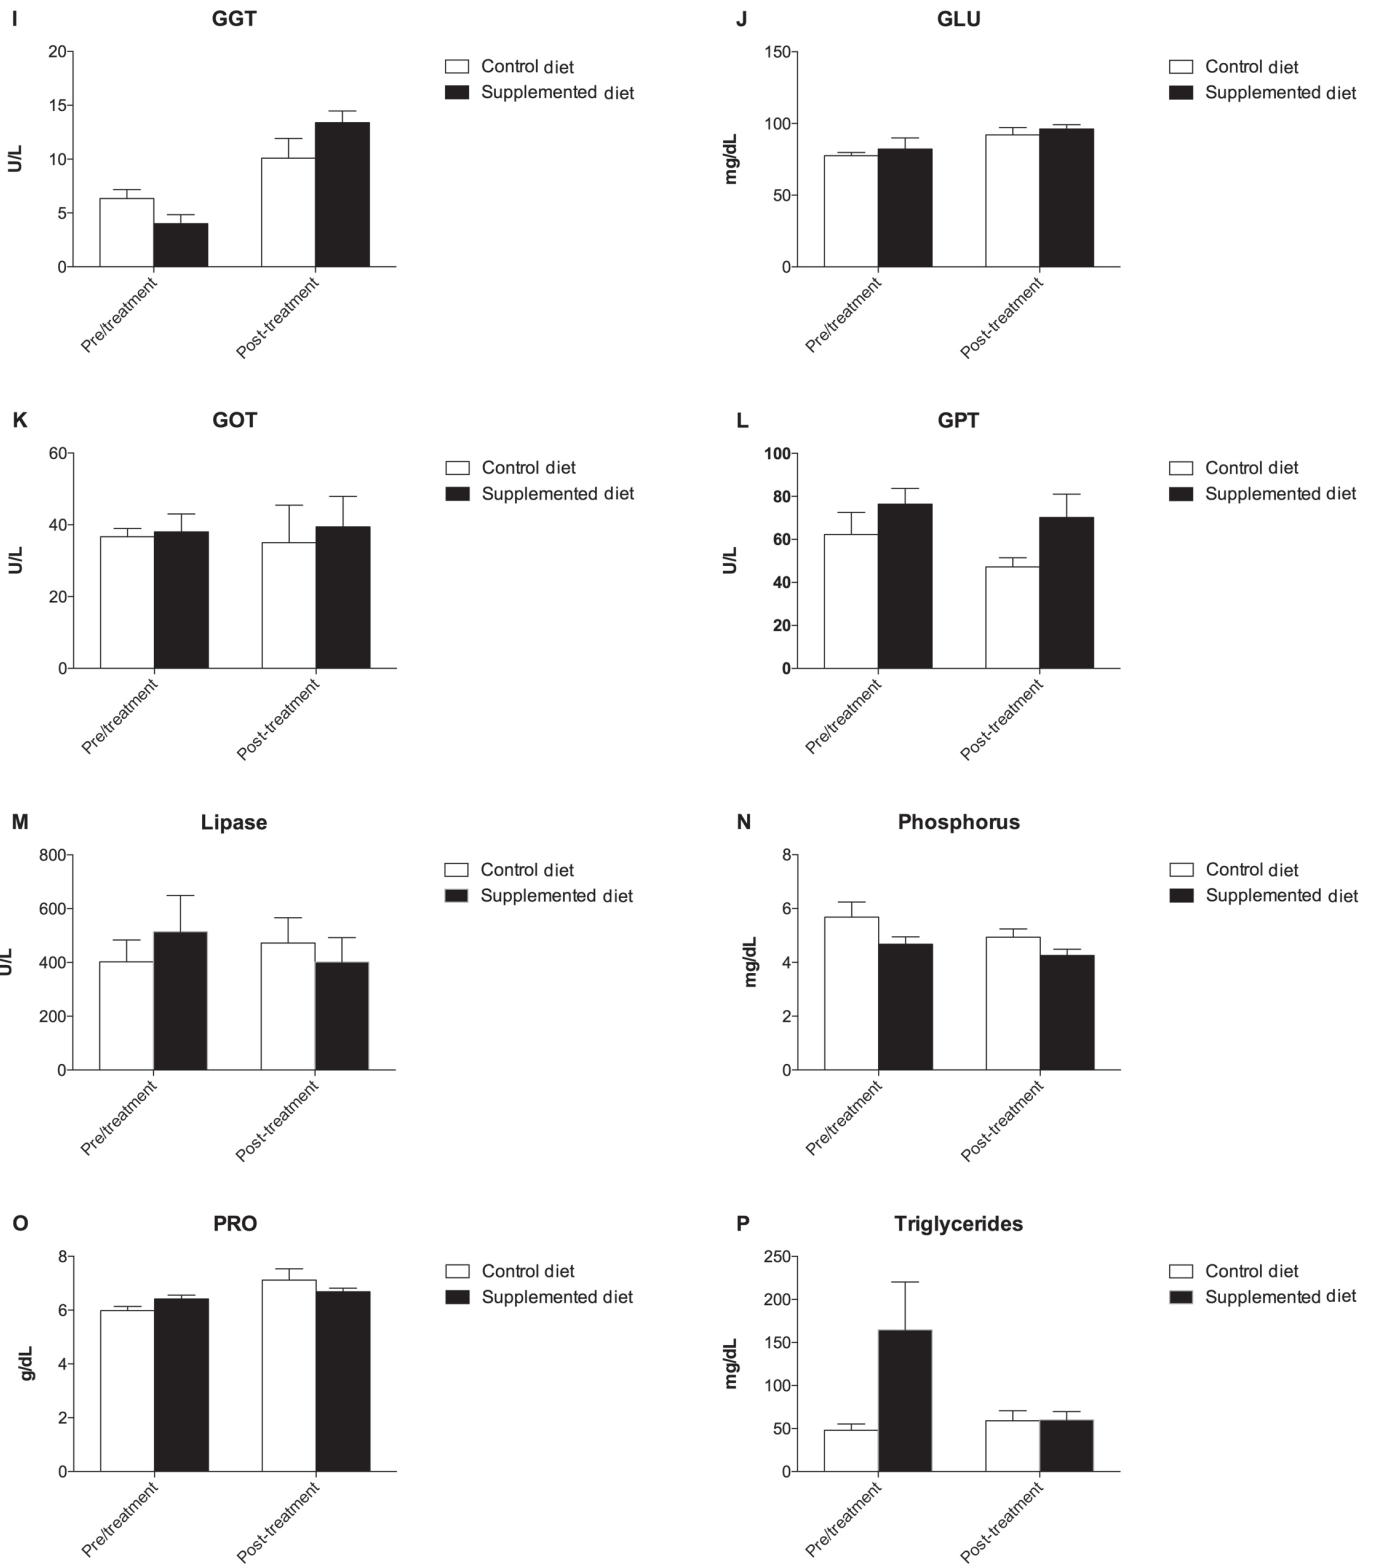 I GGT
20
15
10
5
0
U/L
Pre/treatment
Post-treatment
Control diet
Supplemented diet
J GLU
150
100
50
0
mg/dL
Pre/treatment
Post-treatment
Control diet
Supplemented diet
K GOT
60
40
20
0
U/L
Pre/treatment
Post-treatment
Control diet
Supplemented diet
L GPT
100
80
60
40
20
0
U/L
Pre/treatment
Post-treatment
Control diet
Supplemented diet
M Lipase
800
600
400
200
0
U/L
Pre/treatment
Post-treatment
Control diet
Supplemented diet
N Phosphorus
8
6
4
2
0
mg/dL
Pre/treatment
Post-treatment
Control diet
Supplemented diet
O PRO
8
6
4
2
0
g/dL
Pre/treatment
Post-treatment
Control diet
Supplemented diet
P Triglycerides
250
200
150
100
50
0
mg/dL
Pre/treatment
Post-treatment
Control diet
Supplemented diet